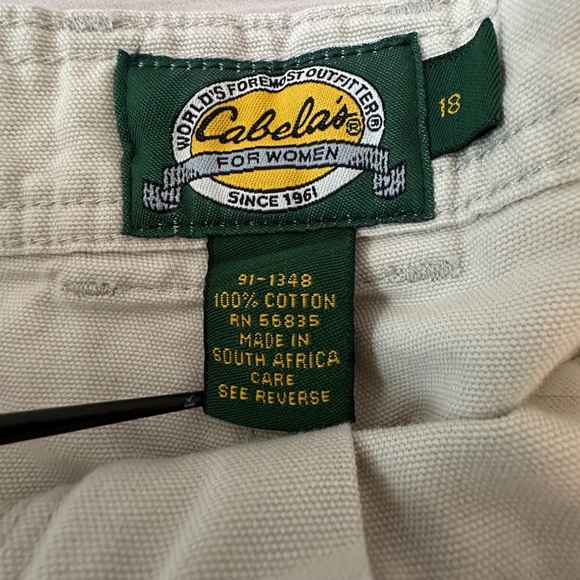 WORLD'S FOREMOST OUTFITTER®
Cabela's®
FOR WOMEN
SINCE 1961
18
91-1348
100% COTTON
RN 56835
MADE IN
SOUTH AFRICA
CARE
SEE REVERSE